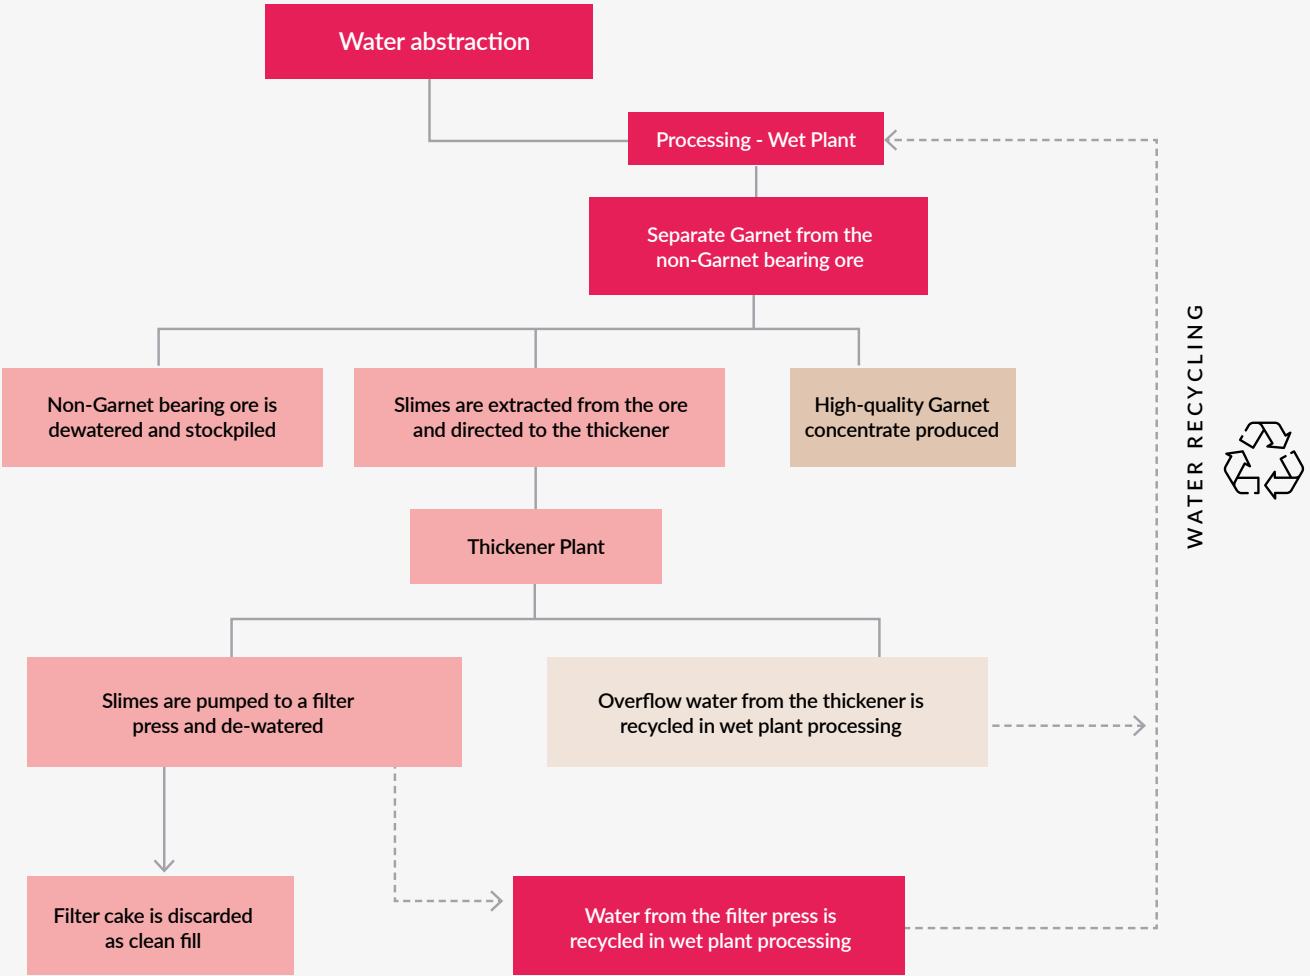 Water abstraction
Processing - Wet Plant
Separate Garnet from the
non-Garnet bearing ore
Non-Garnet bearing ore is
dewatered and stockpiled
Slimes are extracted from the ore
and directed to the thickener
High-quality Garnet
concentrate produced
WATER RECYCLING
Thickener Plant
Slimes are pumped to a filter
press and de-watered
Overflow water from the thickener is
recycled in wet plant processing
Filter cake is discarded
as clean fill
Water from the filter press is
recycled in wet plant processing